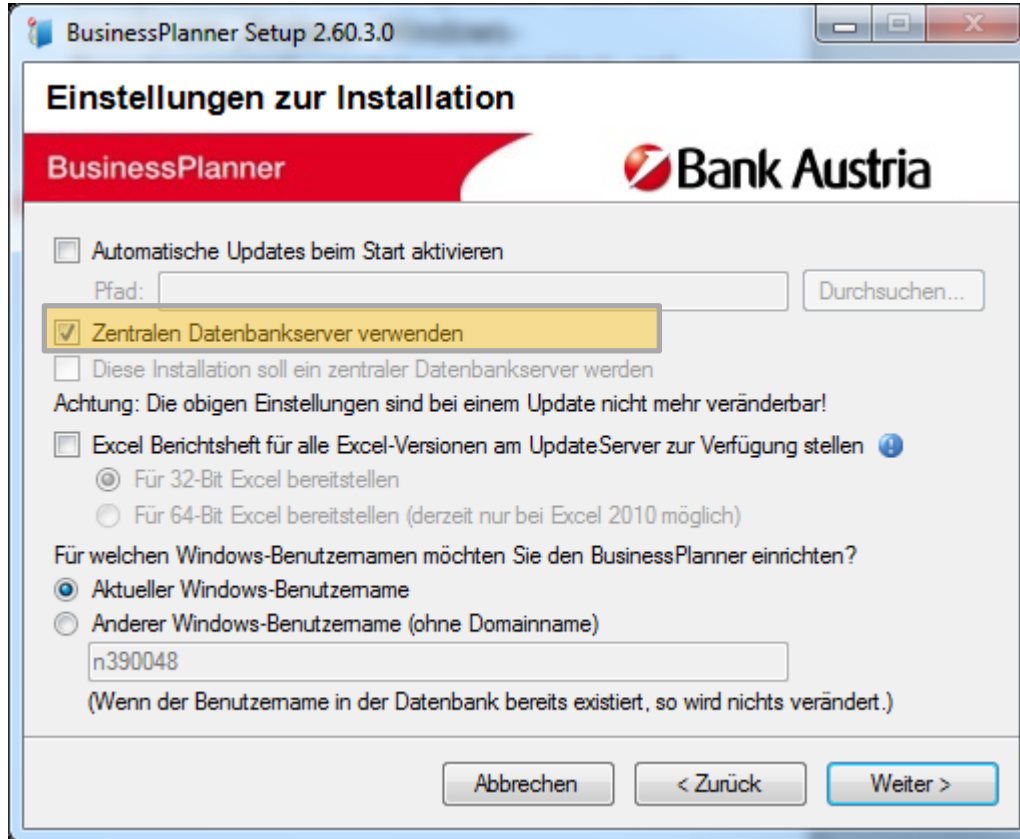 BusinessPlanner Setup 2.60.3.0
Einstellungen zur Installation
BusinessPlanner
Bank Austria
Automatische Updates beim Start aktivieren
Pfad:
Durchsuchen...
Zentralen Datenbankserver verwenden
Diese Installation soll ein zentraler Datenbankserver werden
Achtung: Die obigen Einstellungen sind bei einem Update nicht mehr veränderbar!
Excel Berichtsheft für alle Excel-Versionen am UpdateServer zur Verfügung stellen
Für 32-Bit Excel bereitstellen
Für 64-Bit Excel bereitstellen (derzeit nur bei Excel 2010 möglich)
Für welchen Windows-Benutzernamen möchten Sie den BusinessPlanner einrichten?
Aktueller Windows-Benutzername
Anderer Windows-Benutzername (ohne Domainname)
n390048
(Wenn der Benutzername in der Datenbank bereits existiert, so wird nichts verändert.)
Abbrechen
< Zurück
Weiter >